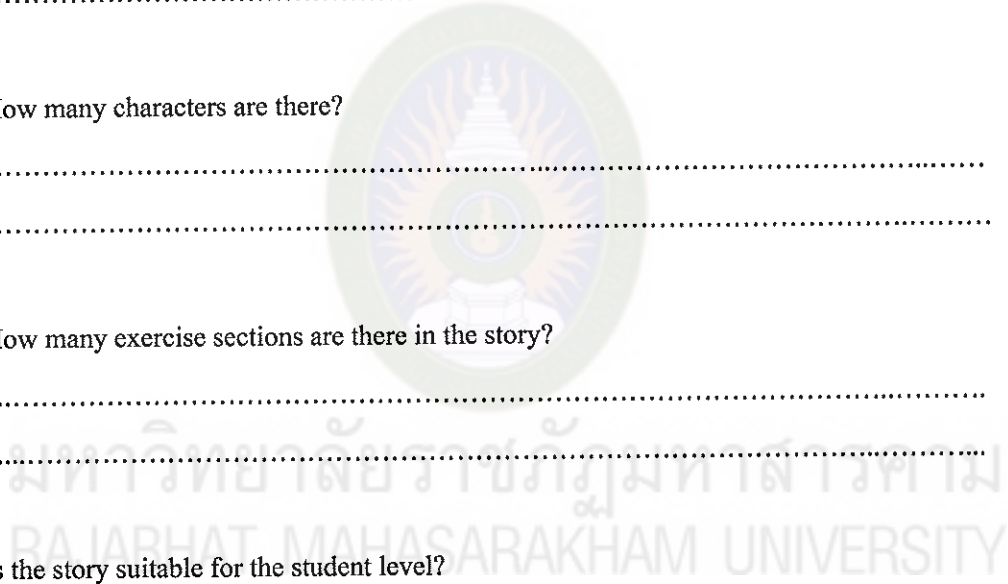 ow many characters are there?
ow many exercise sections are there in the story?
มหาวิทยาลัยราชภัฏมหาสารคาม
RAJABHAT MAHASARAKHAM UNIVERSITY
s the story suitable for the student level?